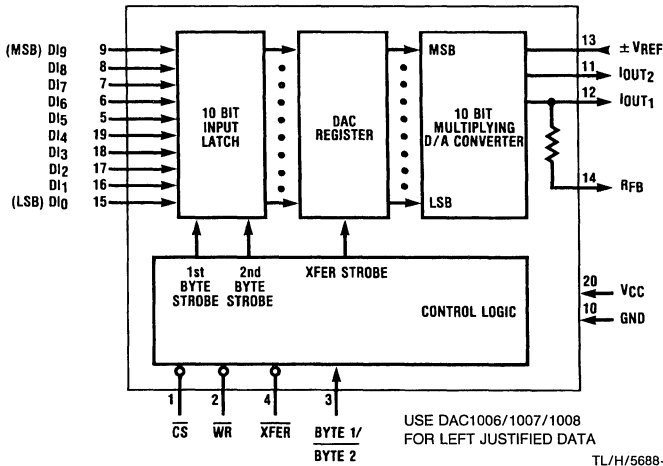 (MSB) DI9 9
DI8 8
DI7 7
DI6 6
DI5 5
DI4 19
DI3 18
DI2 17
DI1 16
(LSB) DI0 15
10 BIT
INPUT
LATCH
DAC
REGISTER
MSB
10 BIT
MULTIPLYING
D/A CONVERTER
LSB
13 ± VREF
11 IOUT2
12 IOUT1
14 RFB
1st
BYTE
STROBE
2nd
BYTE
STROBE
XFER STROBE
CONTROL LOGIC
20 VCC
10 GND
1 2 4 3
CS WR XFER BYTE 1/
BYTE 2
USE DAC1006/1007/1008
FOR LEFT JUSTIFIED DATA
TL/H/5688-